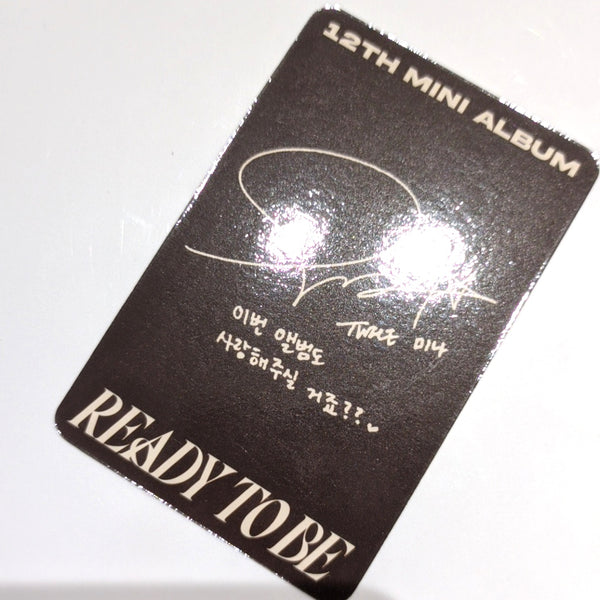 12TH MINI ALBUM
TWICE 미나
이번 앨범도
사랑해주실 거죠??♥
READY TO BE